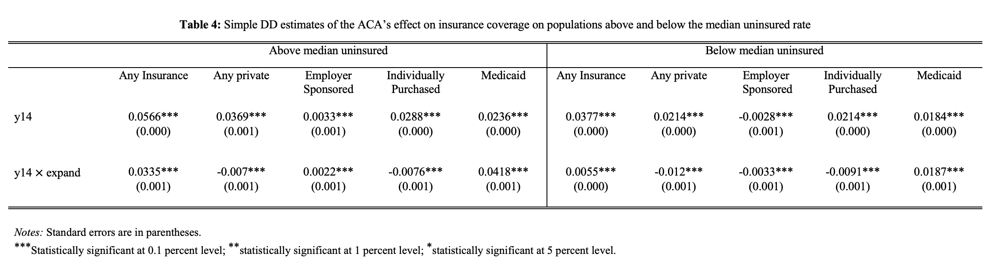 Table 4: Simple DD estimates of the ACA's effect on insurance coverage on populations above and below the median uninsured rate
Above median uninsured Below median uninsured
Any Insurance Any private Employer Sponsored Individually Purchased Medicaid Any Insurance Any private Employer Sponsored Individually Purchased Medicaid
y14 0.0566*** 0.0369*** 0.0033*** 0.0288*** 0.0236*** 0.0377*** 0.0214*** -0.0028*** 0.0214*** 0.0184***
(0.000) (0.001) (0.001) (0.000) (0.000) (0.000) (0.000) (0.001) (0.000) (0.000)
y14 × expand 0.0335*** -0.007*** 0.0022*** -0.0076*** 0.0418*** 0.0055*** -0.012*** -0.0033*** -0.0091*** 0.0187***
(0.001) (0.001) (0.001) (0.001) (0.001) (0.000) (0.001) (0.001) (0.001) (0.001)
Notes: Standard errors are in parentheses.
***Statistically significant at 0.1 percent level; **statistically significant at 1 percent level; *statistically significant at 5 percent level.